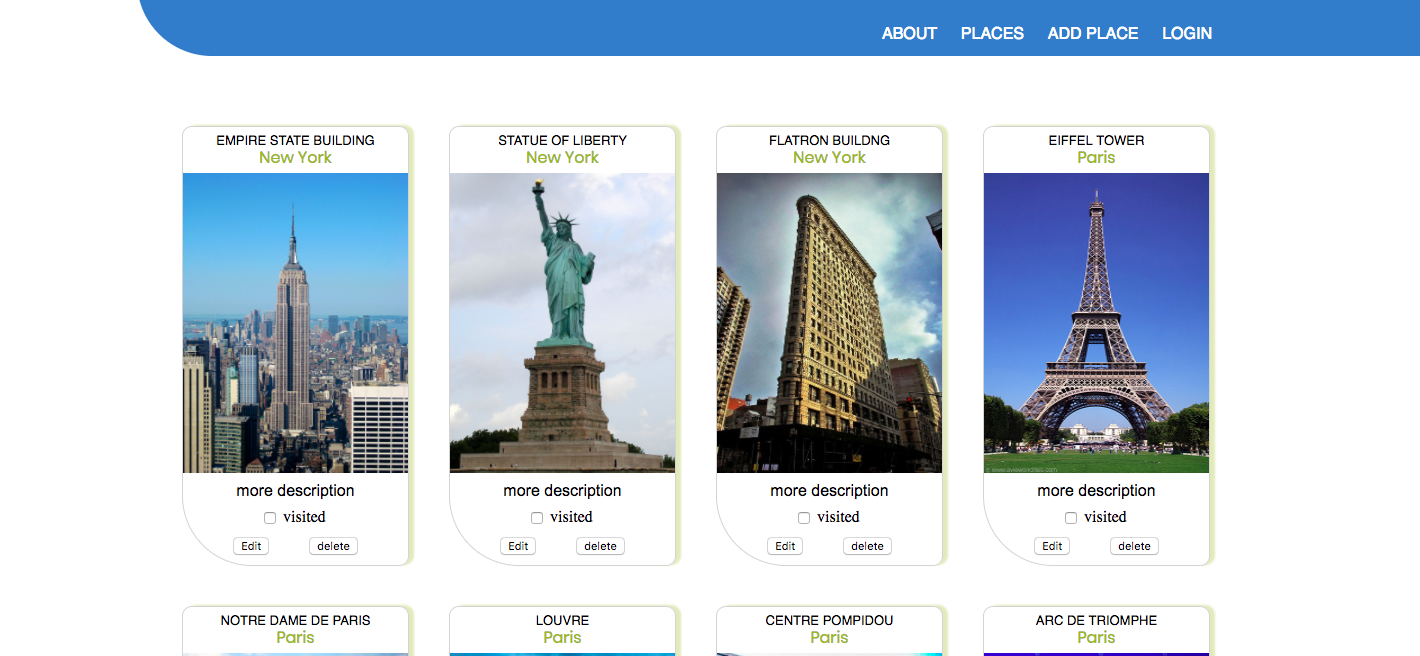 ABOUT PLACES ADD PLACE LOGIN
EMPIRE STATE BUILDING
New York
more description
visited
Edit delete
STATUE OF LIBERTY
New York
more description
visited
Edit delete
FLATRON BUILDNG
New York
more description
visited
Edit delete
EIFFEL TOWER
Paris
more description
visited
Edit delete
NOTRE DAME DE PARIS
Paris
LOUVRE
Paris
CENTRE POMPIDOU
Paris
ARC DE TRIOMPHE
Paris